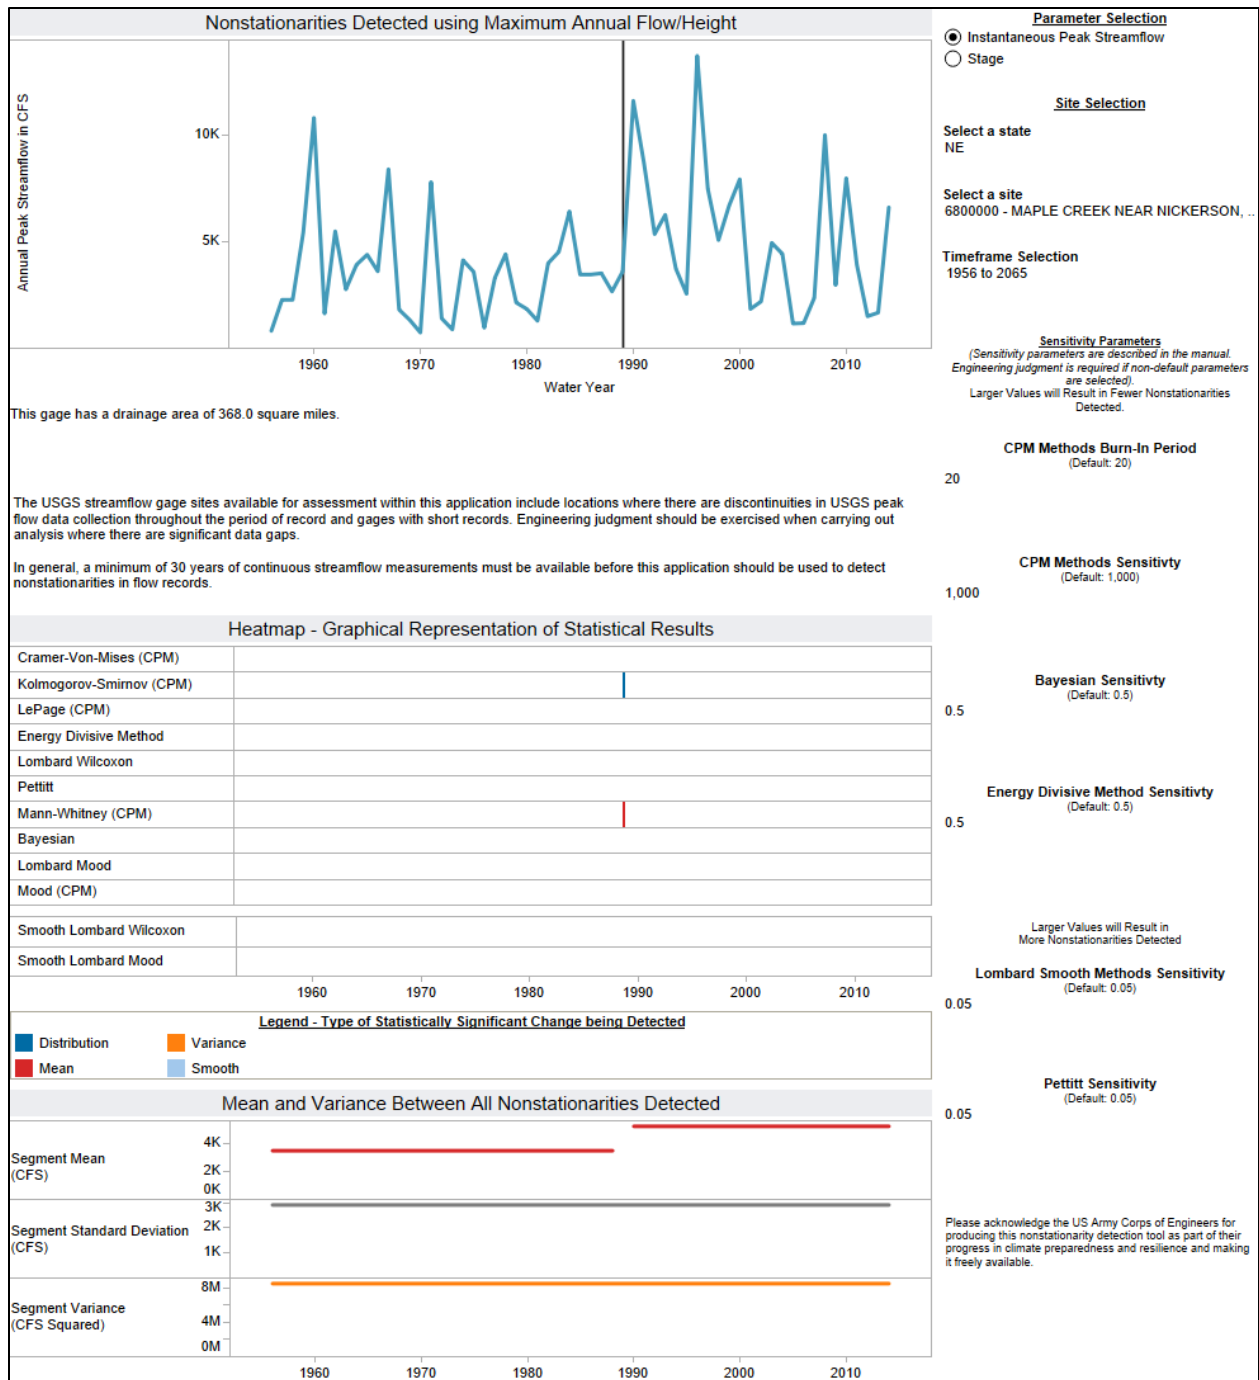 Nonstationarities Detected using Maximum Annual Flow/Height
Annual Peak Streamflow in CFS
10K
5K
1960 1970 1980 1990 2000 2010
Water Year
This gage has a drainage area of 368.0 square miles.
The USGS streamflow gage sites available for assessment within this application include locations where there are discontinuities in USGS peak
flow data collection throughout the period of record and gages with short records. Engineering judgment should be exercised when carrying out
analysis where there are significant data gaps.
In general, a minimum of 30 years of continuous streamflow measurements must be available before this application should be used to detect
nonstationarities in flow records.
Heatmap - Graphical Representation of Statistical Results
Cramer-Von-Mises (CPM)
Kolmogorov-Smirnov (CPM)
LePage (CPM)
Energy Divisive Method
Lombard Wilcoxon
Pettitt
Mann-Whitney (CPM)
Bayesian
Lombard Mood
Mood (CPM)
Smooth Lombard Wilcoxon
Smooth Lombard Mood
1960 1970 1980 1990 2000 2010
Legend - Type of Statistically Significant Change being Detected
Distribution Variance
Mean Smooth
Mean and Variance Between All Nonstationarities Detected
Segment Mean
(CFS)
4K
2K
0K
Segment Standard Deviation
(CFS)
3K
2K
1K
Segment Variance
(CFS Squared)
8M
4M
0M
1960 1970 1980 1990 2000 2010
Parameter Selection
Instantaneous Peak Streamflow
Stage
Site Selection
Select a state
NE
Select a site
6800000 - MAPLE CREEK NEAR NICKERSON, ..
Timeframe Selection
1956 to 2065
Sensitivity Parameters
(Sensitivity parameters are described in the manual.
Engineering judgment is required if non-default parameters
are selected).
Larger Values will Result in Fewer Nonstationarities
Detected.
CPM Methods Burn-In Period
(Default: 20)
20
CPM Methods Sensitivty
(Default: 1,000)
1,000
Bayesian Sensitivty
(Default: 0.5)
0.5
Energy Divisive Method Sensitivty
(Default: 0.5)
0.5
Larger Values will Result in
More Nonstationarities Detected
Lombard Smooth Methods Sensitivity
(Default: 0.05)
0.05
Pettitt Sensitivity
(Default: 0.05)
0.05
Please acknowledge the US Army Corps of Engineers for
producing this nonstationarity detection tool as part of their
progress in climate preparedness and resilience and making
it freely available.